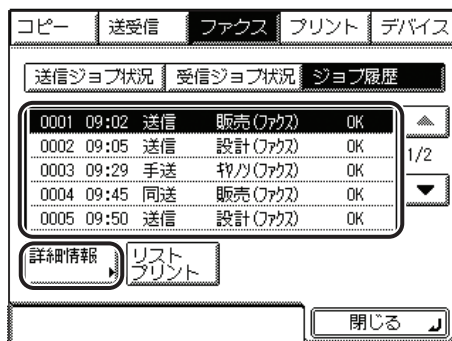 コピー 送受信 ファクス プリント デバイス
送信ジョブ状況 受信ジョブ状況 ジョブ履歴
0001 09:02 送信 販売(ファクス) OK
0002 09:05 送信 設計(ファクス) OK
0003 09:29 手送 キヤノン(ファクス) OK
0004 09:45 同送 販売(ファクス) OK
0005 09:50 送信 設計(ファクス) OK
1/2
詳細情報 リスト
プリント
閉じる